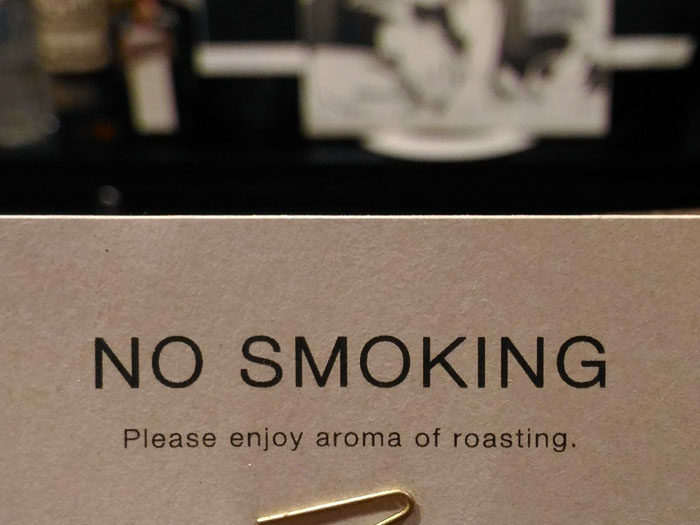 NO SMOKING
Please enjoy aroma of roasting.